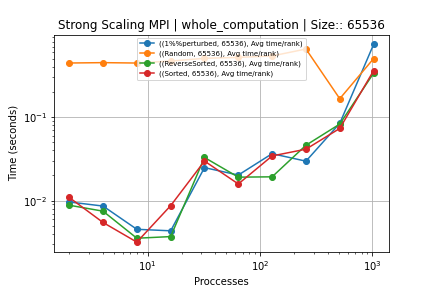 Strong Scaling MPI | whole_computation | Size:: 65536
((1%%perturbed, 65536), Avg time/rank)
((Random, 65536), Avg time/rank)
((ReverseSorted, 65536), Avg time/rank)
((Sorted, 65536), Avg time/rank)
Time (seconds)
10⁻¹
10⁻²
10¹ 10² 10³
Proccesses